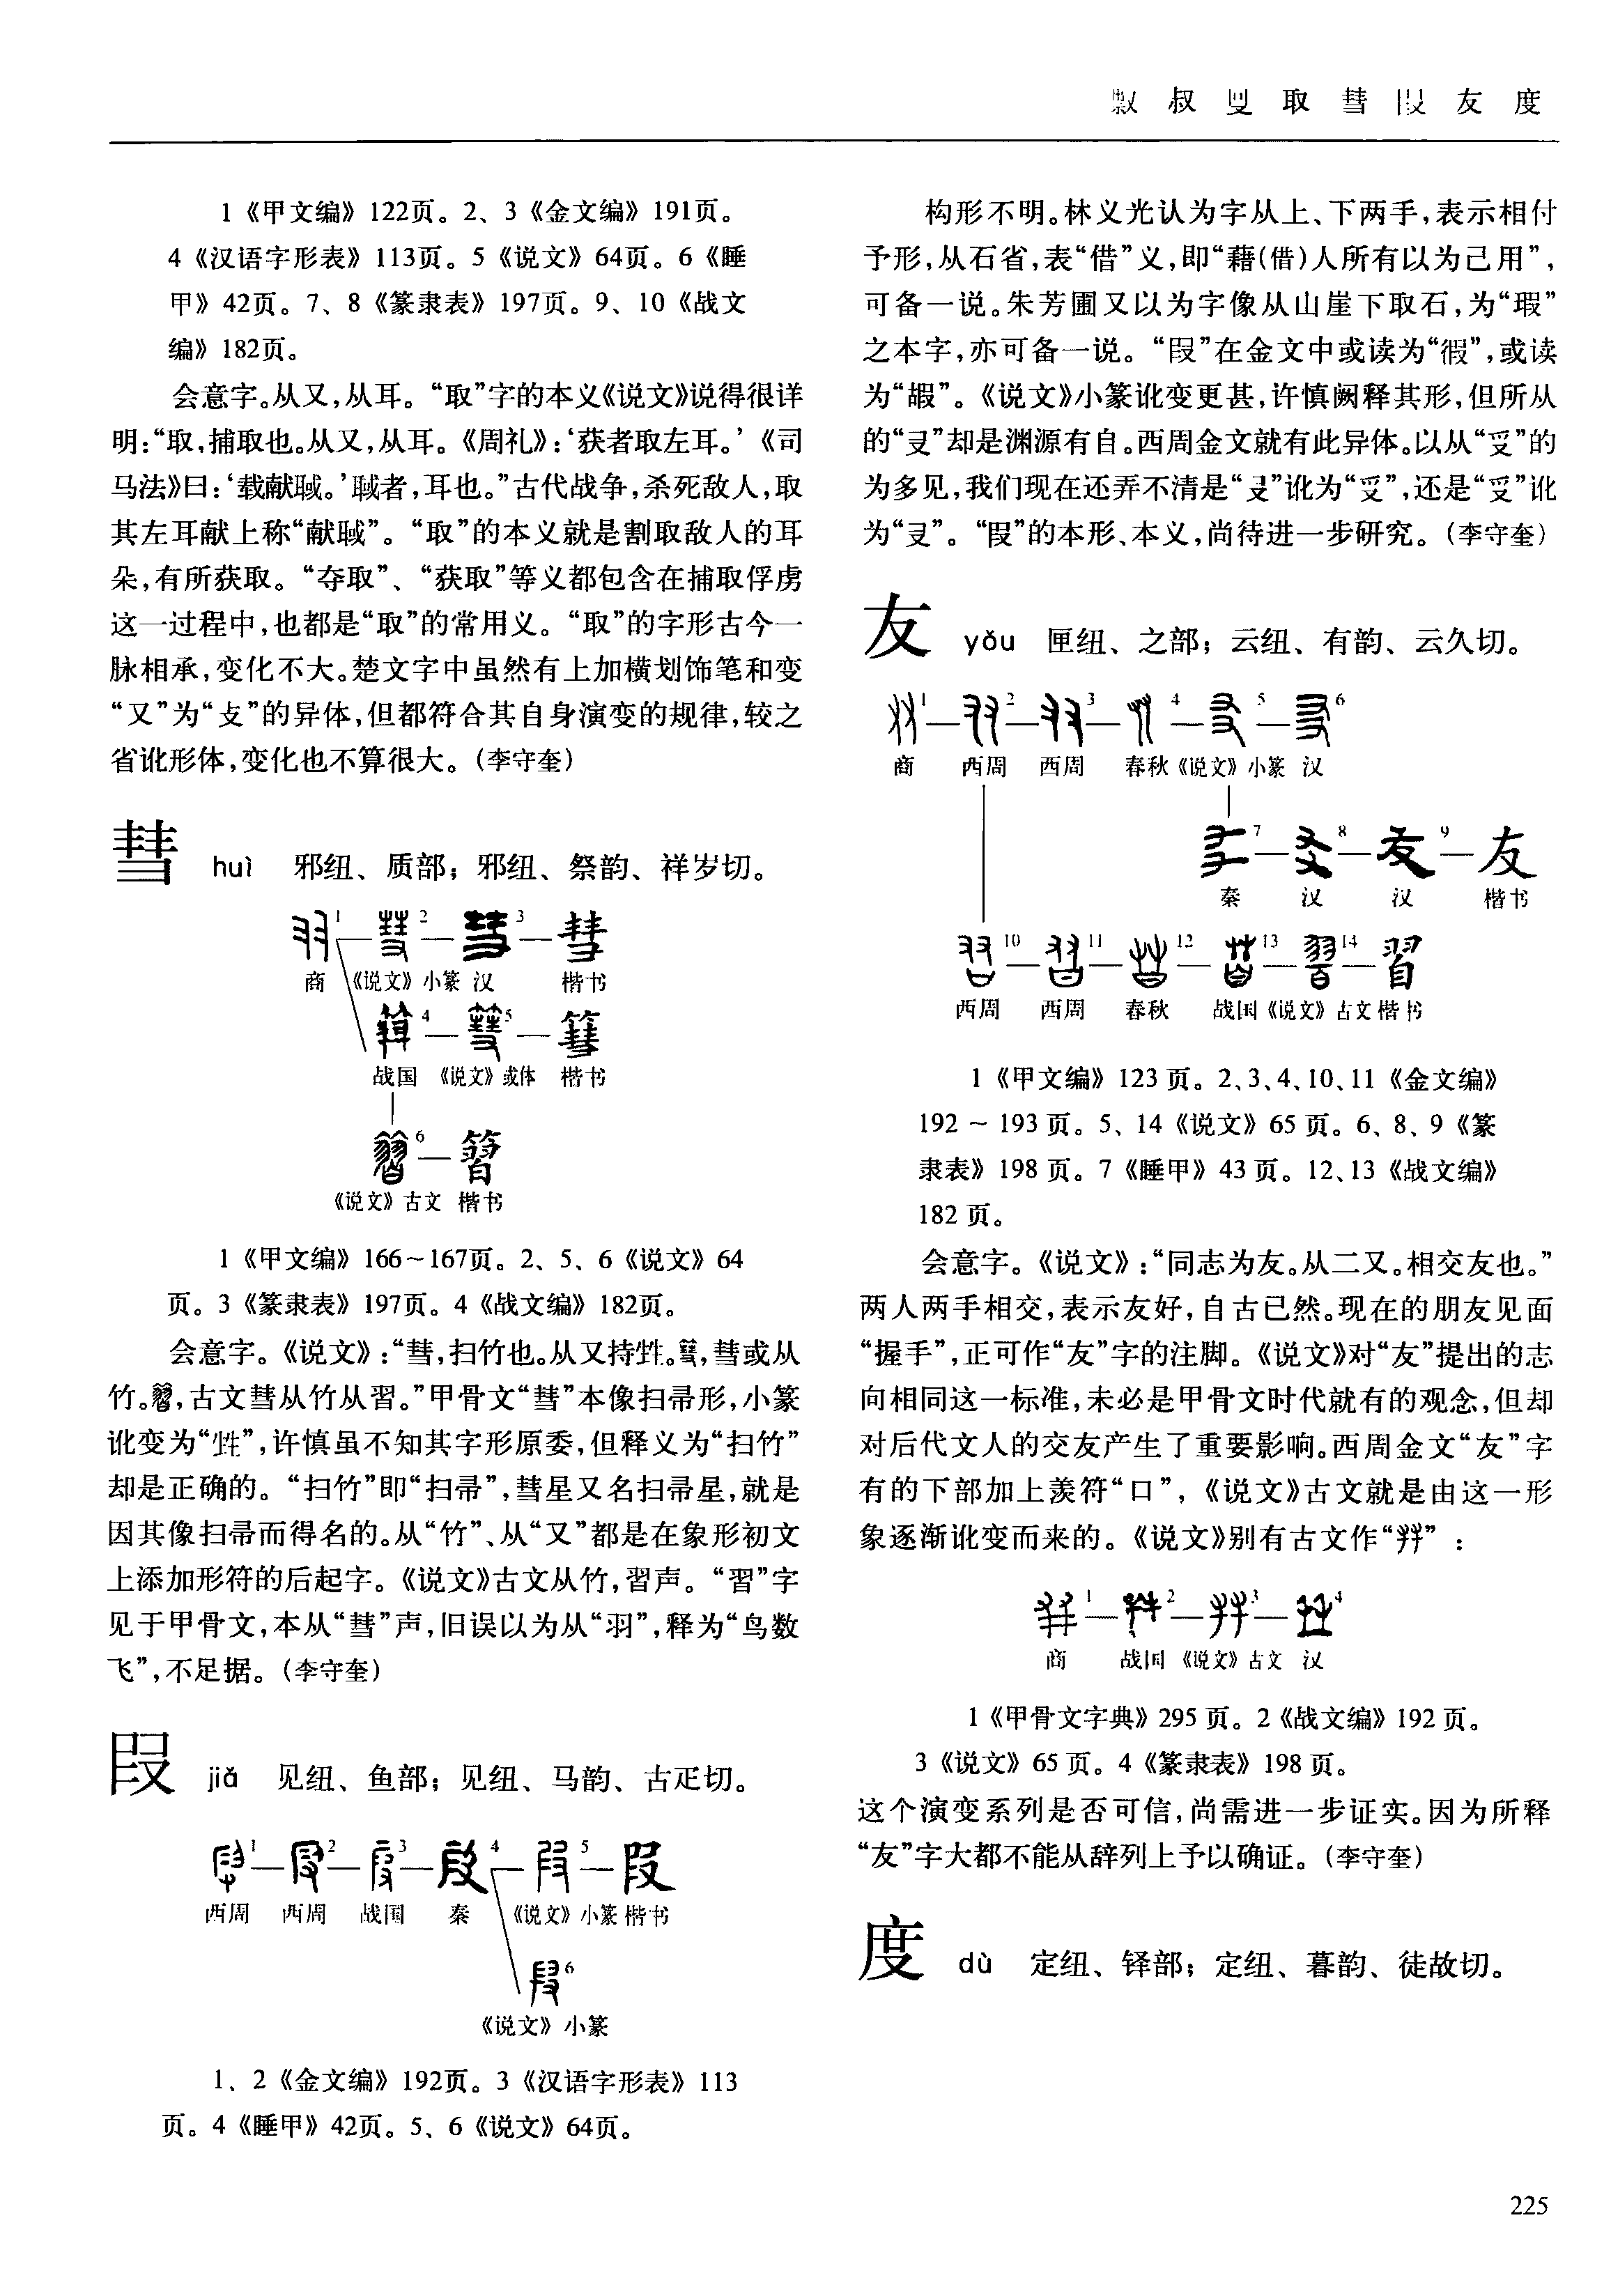 叔 取 彗 叚 友 度
1《甲文编》122页。2、3《金文编》191页。
4《汉语字形表》113页。5《说文》64页。6《睡
甲》42页。7、8《篆隶表》197页。9、10《战文
编》182页。
会意字。从又,从耳。“取”字的本义《说文》说得很详
明:“取,捕取也。从又,从耳。《周礼》:‘获者取左耳。’《司
马法》曰:‘载献聝。’聝者,耳也。”古代战争,杀死敌人,取
其左耳献上称“献聝”。“取”的本义就是割取敌人的耳
朵,有所获取。“夺取”、“获取”等义都包含在捕取俘虏
这一过程中,也都是“取”的常用义。“取”的字形古今一
脉相承,变化不大。楚文字中虽然有上加横划饰笔和变
“又”为“攴”的异体,但都符合其自身演变的规律,较之
省讹形体,变化也不算很大。(李守奎)
彗 huì 邪纽、质部;邪纽、祭韵、祥岁切。
1 2 3 彗
商 《说文》小篆 汉 楷书
4 5 篲
战国 《说文》或体 楷书
6
《说文》古文 楷书
1《甲文编》166~167页。2、5、6《说文》64
页。3《篆隶表》197页。4《战文编》182页。
会意字。《说文》:“彗,扫竹也。从又持甡。篲,彗或从
竹。,古文彗从竹从習。”甲骨文“彗”本像扫帚形,小篆
讹变为“甡”,许慎虽不知其字形原委,但释义为“扫竹”
却是正确的。“扫竹”即“扫帚”,彗星又名扫帚星,就是
因其像扫帚而得名的。从“竹”、从“又”都是在象形初文
上添加形符的后起字。《说文》古文从竹,習声。“習”字
见于甲骨文,本从“彗”声,旧误以为从“羽”,释为“鸟数
飞”,不足据。(李守奎)
叚 jiǎ 见纽、鱼部;见纽、马韵、古疋切。
1 2 3 4 5 叚
西周 西周 战国 秦 《说文》小篆 楷书
6
《说文》小篆
1、2《金文编》192页。3《汉语字形表》113
页。4《睡甲》42页。5、6《说文》64页。
构形不明。林义光认为字从上、下两手,表示相付
予形,从石省,表“借”义,即“藉(借)人所有以为己用”,
可备一说。朱芳圃又以为字像从山崖下取石,为“瑕”
之本字,亦可备一说。“叚”在金文中或读为“徦”,或读
为“嘏”。《说文》小篆讹变更甚,许慎阙释其形,但所从
的“”却是渊源有自。西周金文就有此异体。以从“𠬪”的
为多见,我们现在还弄不清是“”讹为“𠬪”,还是“𠬪”讹
为“”。“叚”的本形、本义,尚待进一步研究。(李守奎)
友 yǒu 匣纽、之部;云纽、有韵、云久切。
1 2 3 4 5 6
商 西周 西周 春秋 《说文》小篆 汉
7 8 9 友
秦 汉 汉 楷书
10 11 12 13 14
西周 西周 春秋 战国 《说文》古文 楷书
1《甲文编》123页。2、3、4、10、11《金文编》
192~193页。5、14《说文》65页。6、8、9《篆
隶表》198页。7《睡甲》43页。12、13《战文编》
182页。
会意字。《说文》:“同志为友。从二又。相交友也。”
两人两手相交,表示友好,自古已然。现在的朋友见面
“握手”,正可作“友”字的注脚。《说文》对“友”提出的志
向相同这一标准,未必是甲骨文时代就有的观念,但却
对后代文人的交友产生了重要影响。西周金文“友”字
有的下部加上羡符“口”,《说文》古文就是由这一形
象逐渐讹变而来的。《说文》别有古文作“”:
1 2 3 4
商 战国 《说文》古文 汉
1《甲骨文字典》295页。2《战文编》192页。
3《说文》65页。4《篆隶表》198页。
这个演变系列是否可信,尚需进一步证实。因为所释
“友”字大都不能从辞列上予以确证。(李守奎)
度 dù 定纽、铎部;定纽、暮韵、徒故切。
225